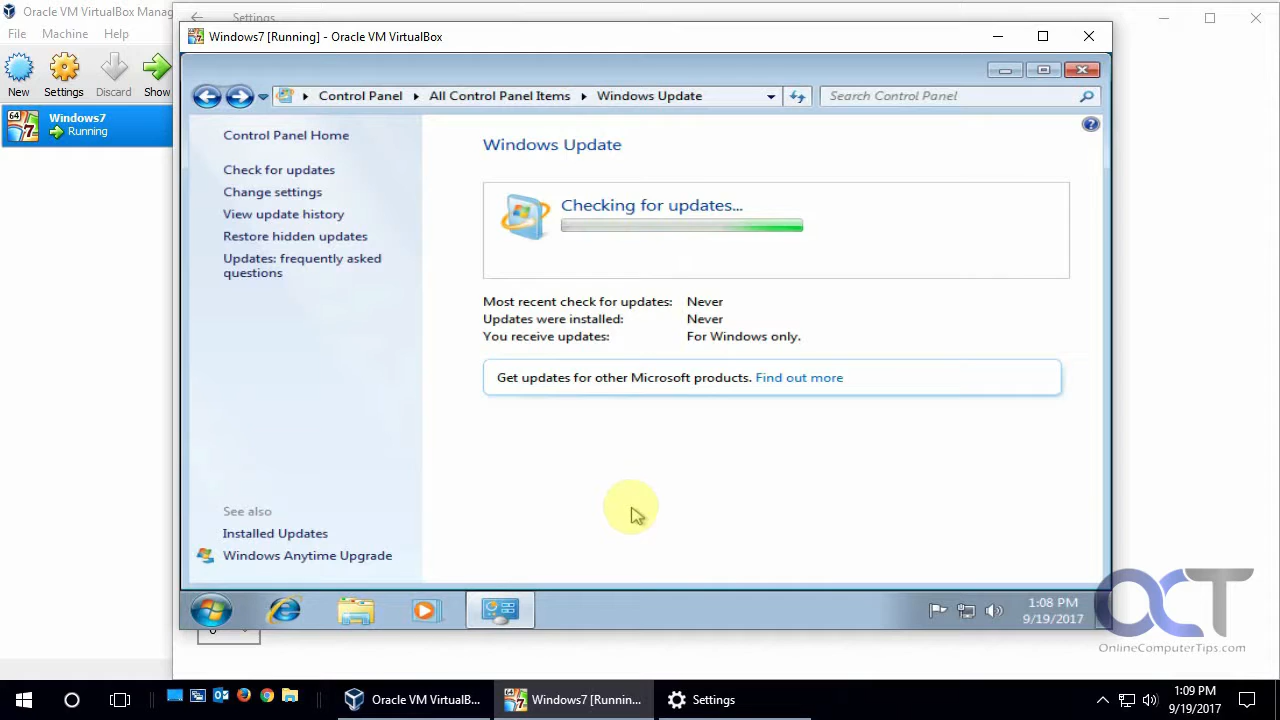 Oracle VM VirtualBox Manag
File Machine Help
New Settings Discard Show
64
Windows7
Running
Settings
Windows7 [Running] - Oracle VM VirtualBox
Control Panel All Control Panel Items Windows Update
Search Control Panel
Control Panel Home
Check for updates
Change settings
View update history
Restore hidden updates
Updates: frequently asked
questions
See also
Installed Updates
Windows Anytime Upgrade
Windows Update
Checking for updates...
Most recent check for updates: Never
Updates were installed: Never
You receive updates: For Windows only.
Get updates for other Microsoft products. Find out more
1:08 PM
9/19/2017
OCT
OnlineComputerTips.com
Oracle VM VirtualB...
Windows7 [Runnin...
Settings
1:09 PM
9/19/2017